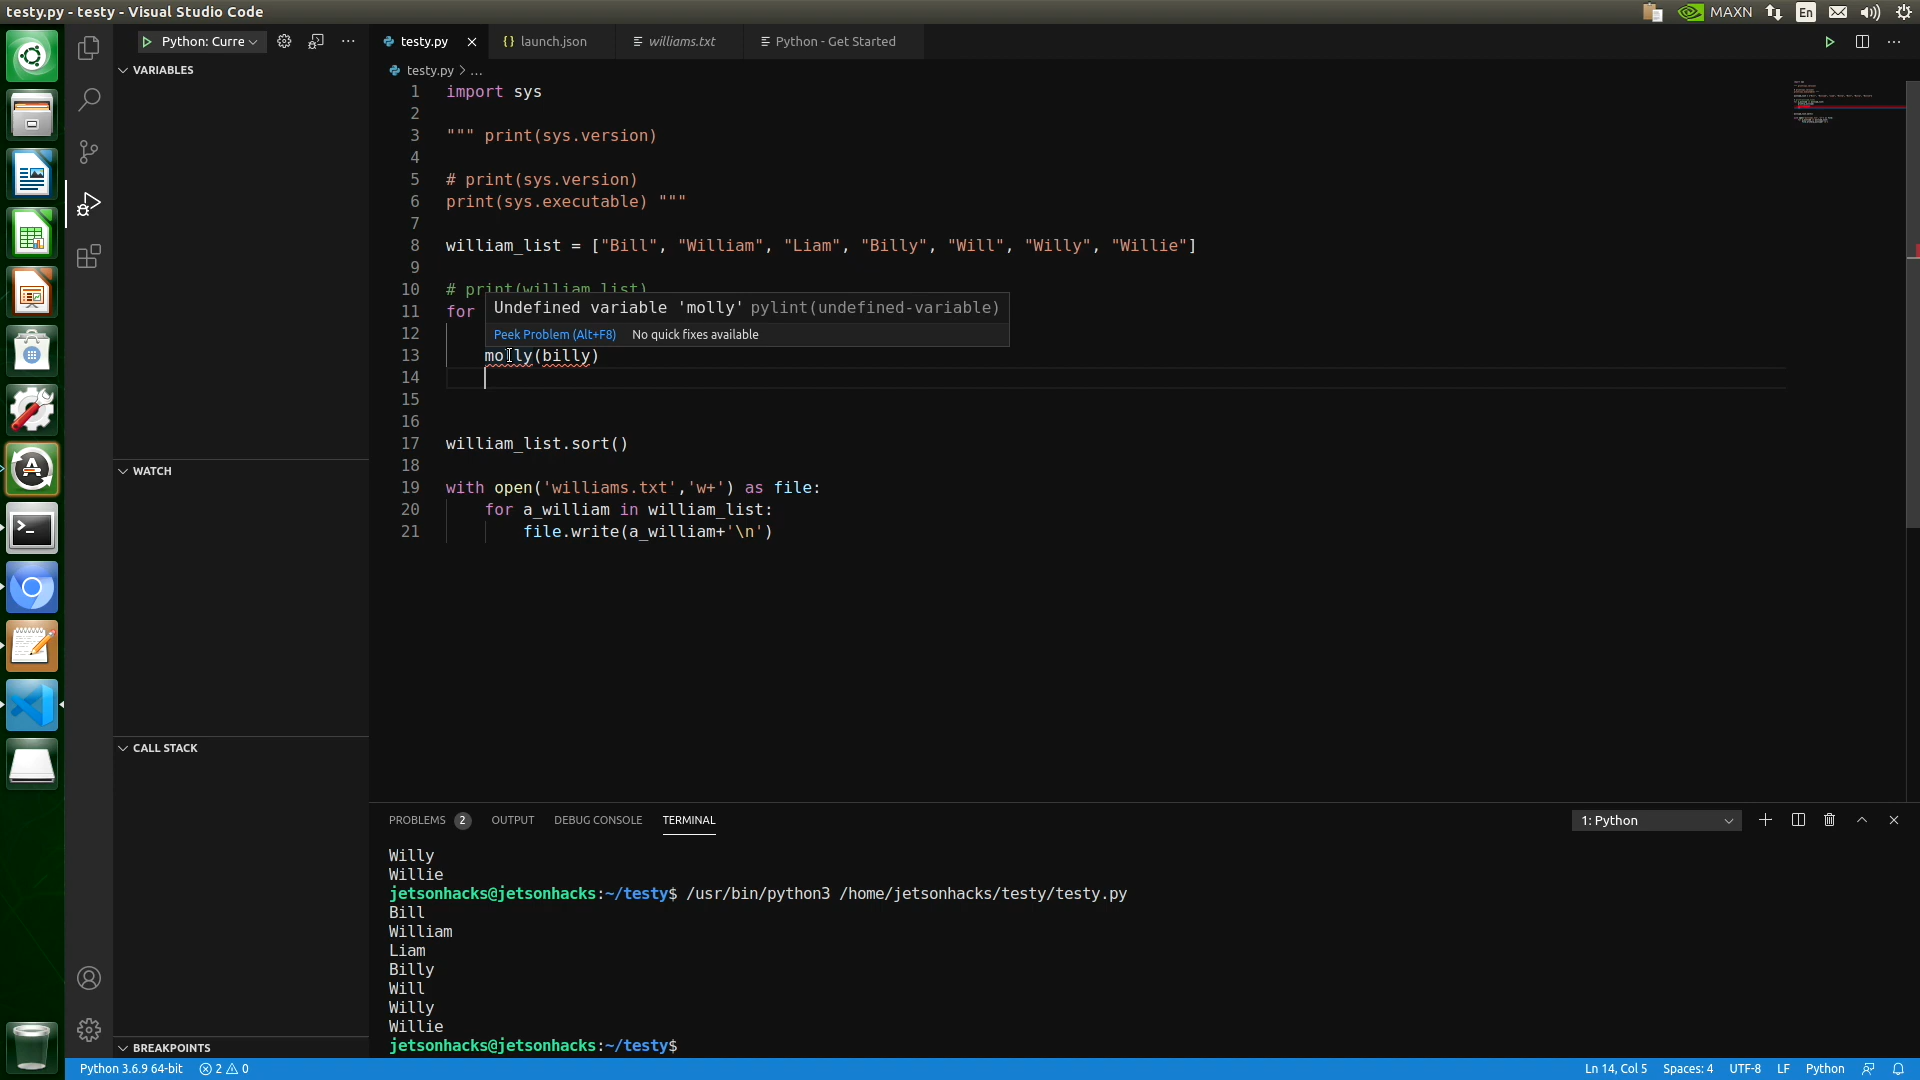 testy.py - testy - Visual Studio Code
MAXN En
Python: Curre
testy.py
launch.json
williams.txt
Python - Get Started
VARIABLES
testy.py > ...
1 import sys
2
3 """ print(sys.version)
4
5 # print(sys.version)
6 print(sys.executable) """
7
8 william_list = ["Bill", "William", "Liam", "Billy", "Will", "Willy", "Willie"]
9
10 # print(william_list)
11 for
Undefined variable 'molly' pylint(undefined-variable)
12
Peek Problem (Alt+F8) No quick fixes available
13 molly(billy)
14
15
16
17 william_list.sort()
18
19 with open('williams.txt','w+') as file:
20 for a_william in william_list:
21 file.write(a_william+'\n')
WATCH
CALL STACK
BREAKPOINTS
PROBLEMS 2 OUTPUT DEBUG CONSOLE TERMINAL
1: Python
Willy
Willie
jetsonhacks@jetsonhacks:~/testy$ /usr/bin/python3 /home/jetsonhacks/testy/testy.py
Bill
William
Liam
Billy
Will
Willy
Willie
jetsonhacks@jetsonhacks:~/testy$
Python 3.6.9 64-bit 2 0
Ln 14, Col 5 Spaces: 4 UTF-8 LF Python